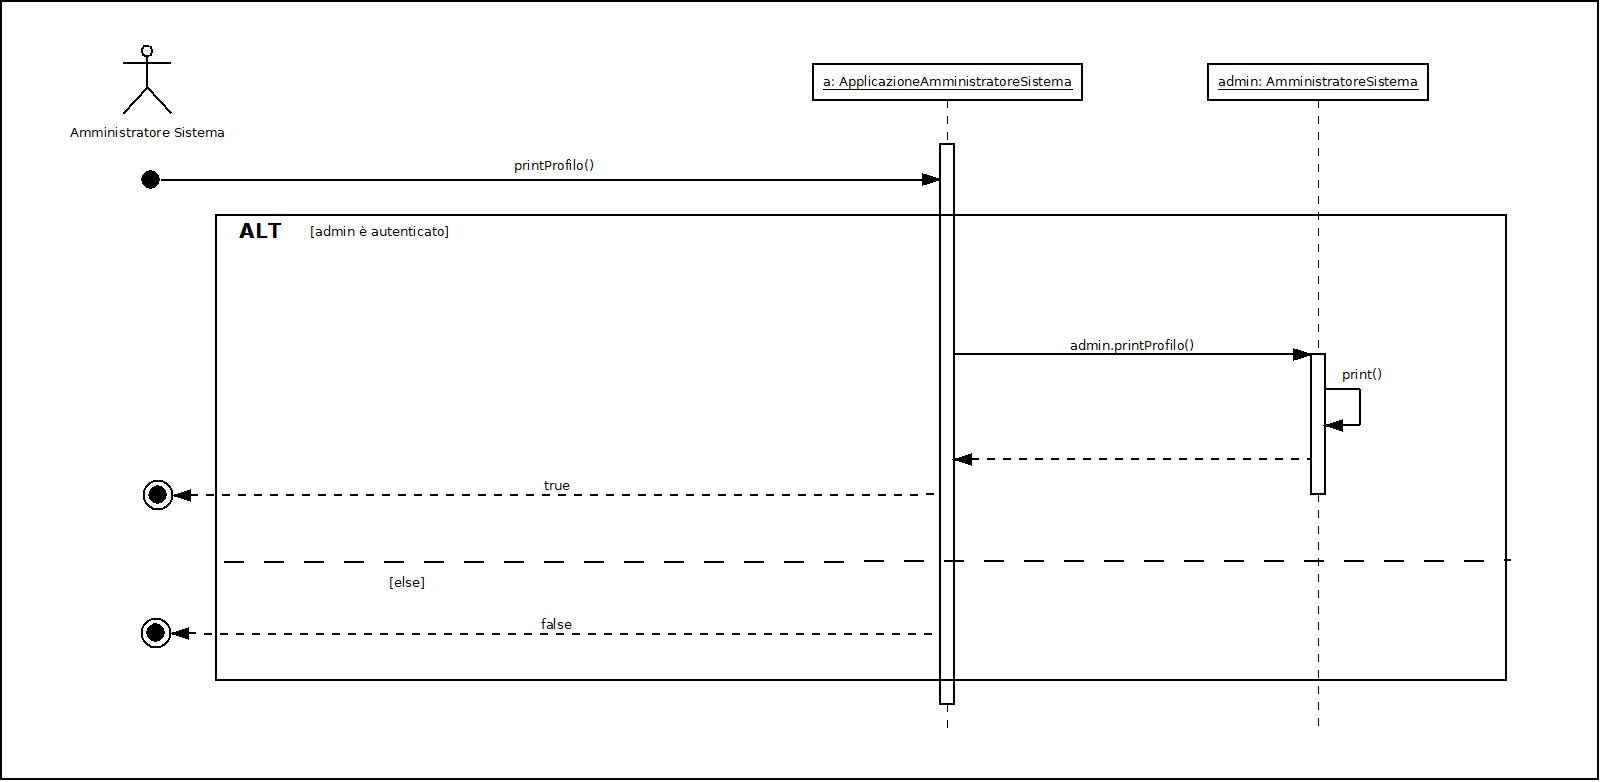 a: ApplicazioneAmministratoreSistema
admin: AmministratoreSistema
Amministratore Sistema
printProfilo()
ALT
[admin è autenticato]
admin.printProfilo()
print()
true
[else]
false